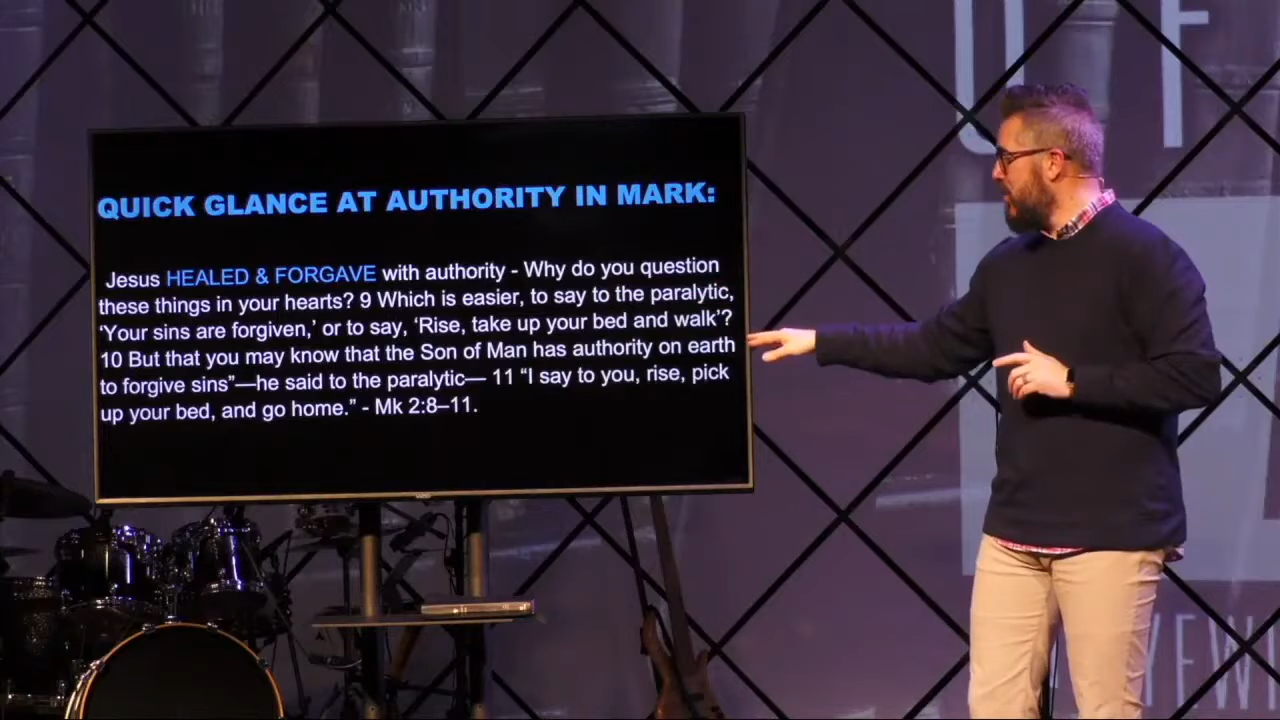 QUICK GLANCE AT AUTHORITY IN MARK:
Jesus HEALED & FORGAVE with authority - Why do you question
these things in your hearts? 9 Which is easier, to say to the paralytic,
‘Your sins are forgiven,’ or to say, ‘Rise, take up your bed and walk’?
10 But that you may know that the Son of Man has authority on earth
to forgive sins”—he said to the paralytic— 11 “I say to you, rise, pick
up your bed, and go home.” - Mk 2:8–11.
OF